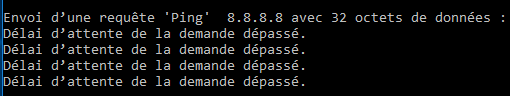 Envoi d’une requête 'Ping'  8.8.8.8 avec 32 octets de données :
Délai d’attente de la demande dépassé.
Délai d’attente de la demande dépassé.
Délai d’attente de la demande dépassé.
Délai d’attente de la demande dépassé.